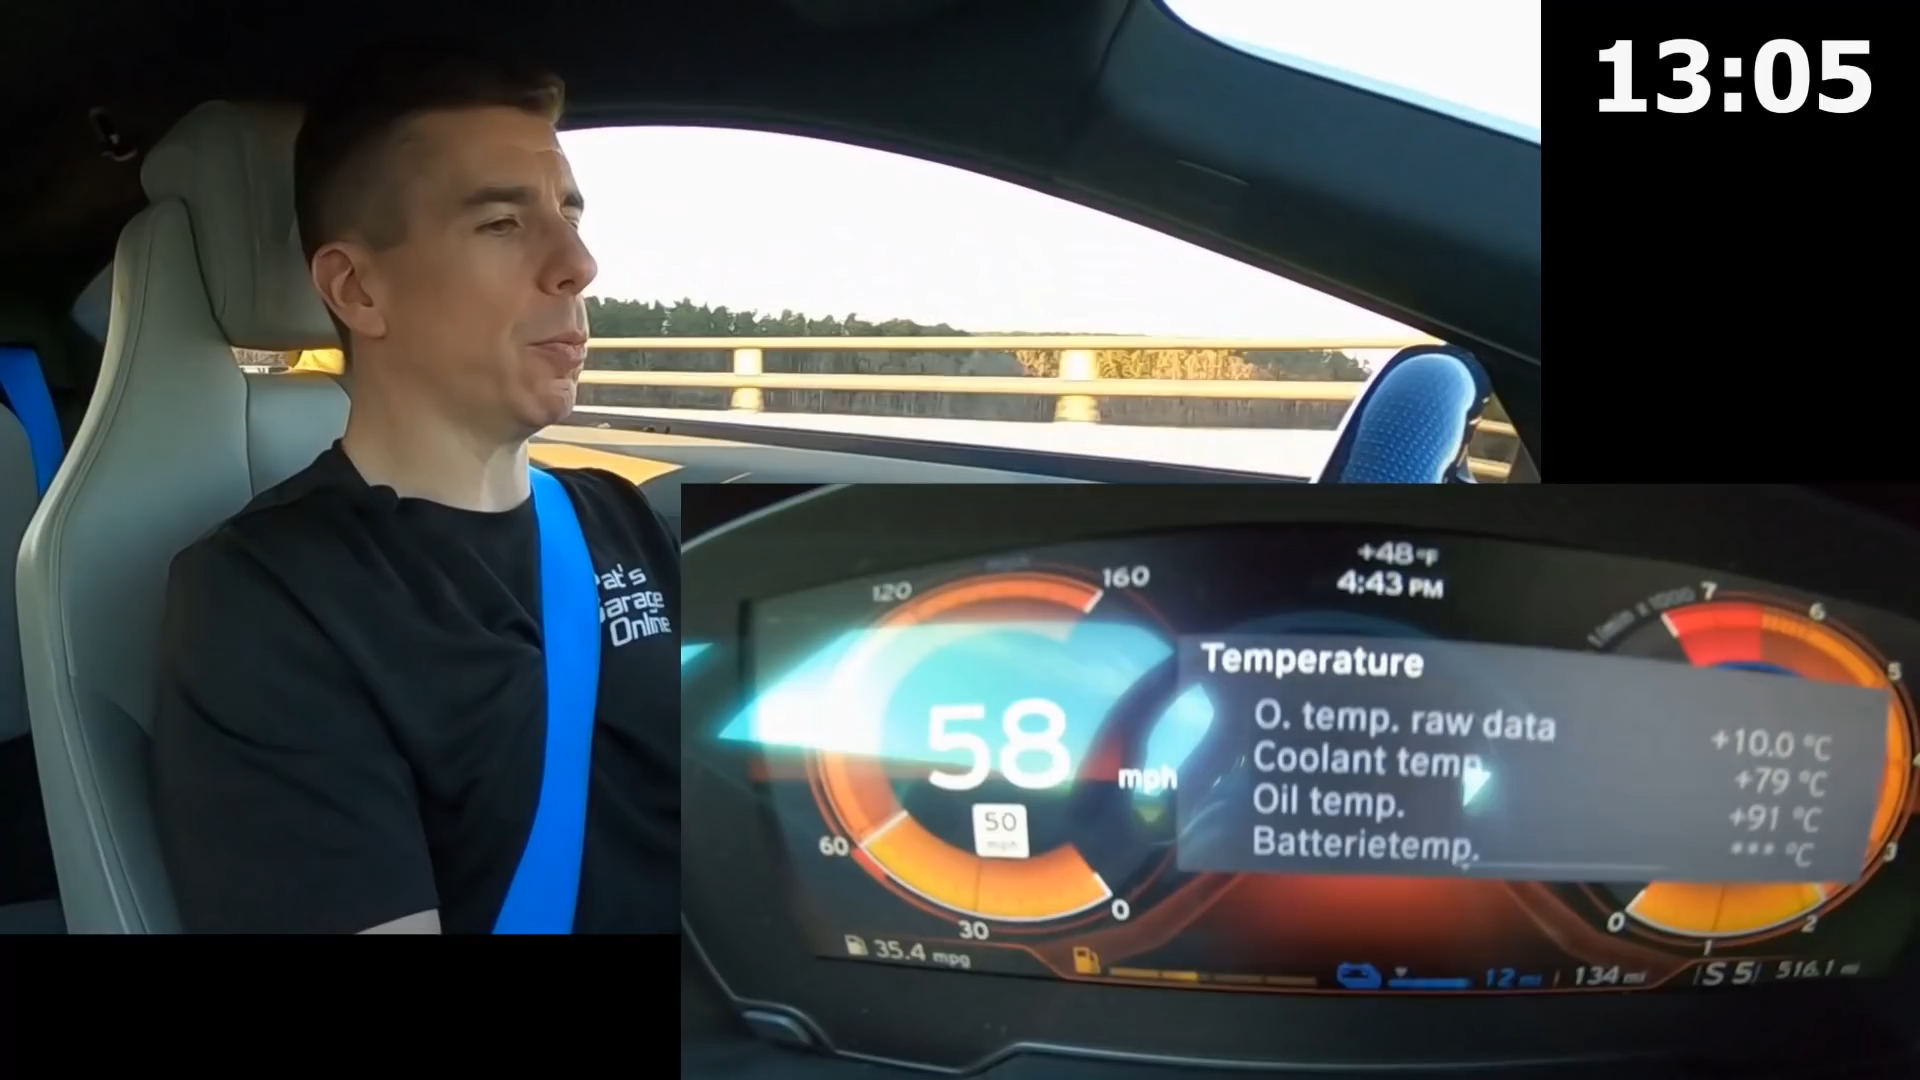 13:05
at's
arage
Online
+48°F
4:43 PM
120
160
7
6
5
Temperature
O. temp. raw data +10.0 °C
Coolant temp. +79 °C
Oil temp. +91 °C
Batterietemp. *** °C
58 mph
50
mph
60
30
0
0
1
2
3
35.4 mpg
12 mi
134 mi
S 5
516.1 mi